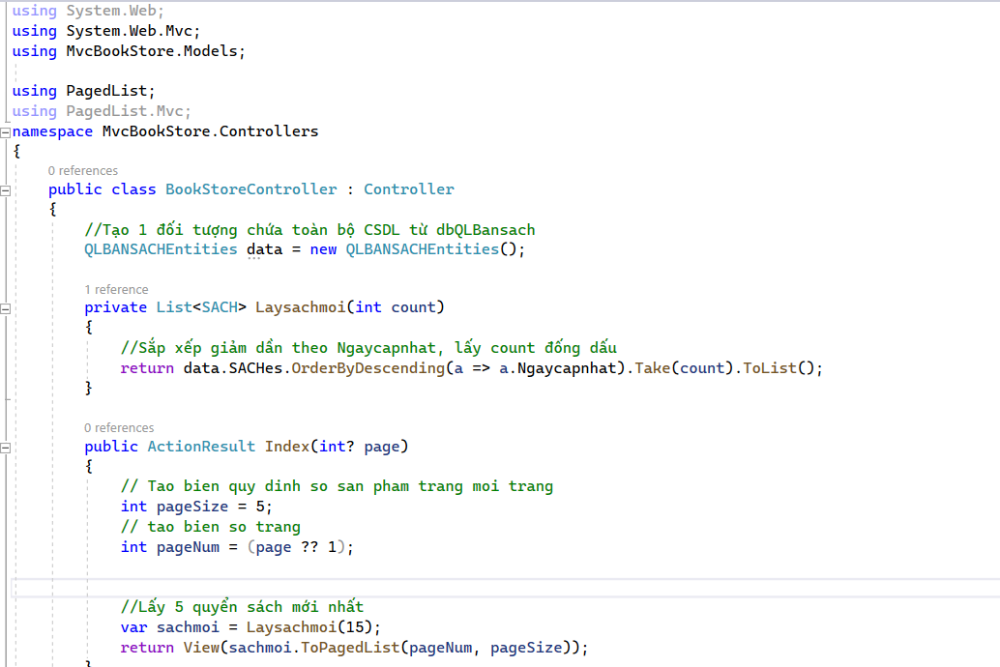 using System.Web;
using System.Web.Mvc;
using MvcBookStore.Models;
using PagedList;
using PagedList.Mvc;
namespace MvcBookStore.Controllers
{
0 references
public class BookStoreController : Controller
{
//Tạo 1 đối tượng chứa toàn bộ CSDL từ dbQLBansach
QLBANSACHEntities data = new QLBANSACHEntities();
1 reference
private List<SACH> Laysachmoi(int count)
{
//Sắp xếp giảm dần theo Ngaycapnhat, lấy count đống dấu
return data.SACHes.OrderByDescending(a => a.Ngaycapnhat).Take(count).ToList();
}
0 references
public ActionResult Index(int? page)
{
// Tao bien quy dinh so san pham trang moi trang
int pageSize = 5;
// tao bien so trang
int pageNum = (page ?? 1);
//Lấy 5 quyển sách mới nhất
var sachmoi = Laysachmoi(15);
return View(sachmoi.ToPagedList(pageNum, pageSize));
}